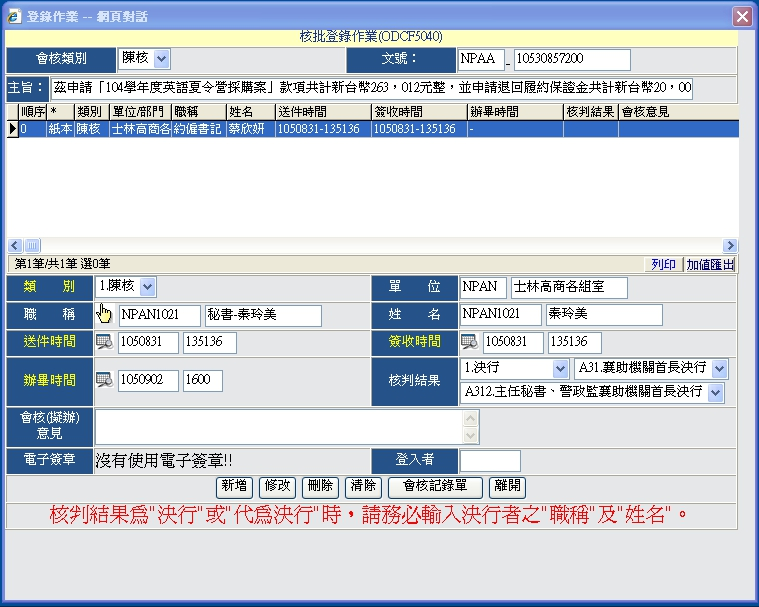 登錄作業 -- 網頁對話
核批登錄作業(ODCF5040)
會核類別 陳核 文號： NPAA - 10530857200
主旨： 茲申請「104學年度英語夏令營採購案」款項共計新台幣263，012元整，並申請退回履約保證金共計新台幣20，00
順序 * 類別 單位/部門 職稱 姓名 送件時間 簽收時間 辦畢時間 核判結果 會核意見
0 紙本 陳核 士林高商各 約僱書記 蔡欣妍 1050831-135136 1050831-135136 -
第1筆/共1筆 選0筆 列印 加值匯出
類 別 1.陳核 單 位 NPAN 士林高商各組室
職 稱 NPAN1021 秘書-秦玲美 姓 名 NPAN1021 秦玲美
送件時間 1050831 135136 簽收時間 1050831 135136
辦畢時間 1050902 1600 核判結果 1.決行 A31.襄助機關首長決行
A312.主任秘書、警政監襄助機關首長決行
會核(擬辦)
意見
電子簽章 沒有使用電子簽章!! 登入者
新增 修改 刪除 清除 會核記錄單 離開
核判結果為"決行"或"代為決行"時，請務必輸入決行者之"職稱"及"姓名"。